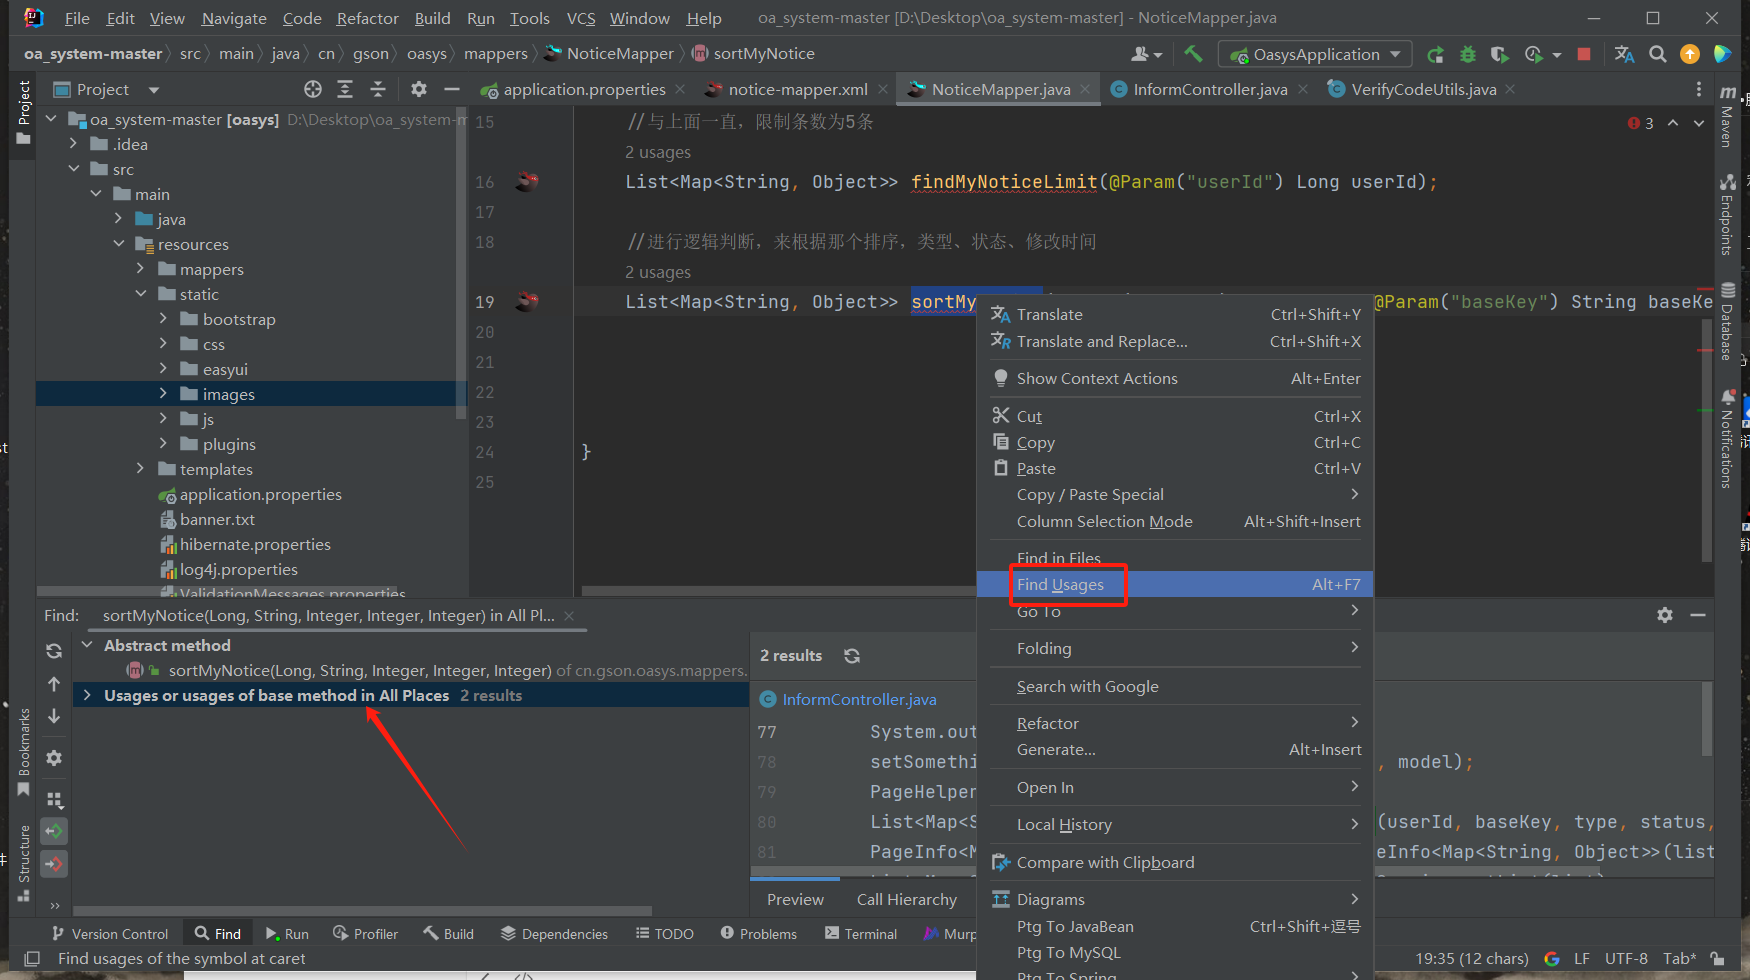 File Edit View Navigate Code Refactor Build Run Tools VCS Window Help oa_system-master [D:\Desktop\oa_system-master] - NoticeMapper.java
oa_system-master src main java cn gson oasys mappers NoticeMapper sortMyNotice OasysApplication
Project
application.properties notice-mapper.xml NoticeMapper.java InformController.java VerifyCodeUtils.java
oa_system-master [oasys] D:\Desktop\oa_system-m
.idea
src
main
java
resources
mappers
static
bootstrap
css
easyui
images
js
plugins
templates
application.properties
banner.txt
hibernate.properties
log4j.properties
ValidationMessages.properties
15 //与上面一直，限制条数为5条
3
2 usages
16 List<Map<String, Object>> findMyNoticeLimit(@Param("userId") Long userId);
17
18 //进行逻辑判断，来根据那个排序，类型、状态、修改时间
2 usages
19 List<Map<String, Object>> sortMy @Param("baseKey") String baseKe
20
21
22
23
24 }
25
Translate Ctrl+Shift+Y
Translate and Replace... Ctrl+Shift+X
Show Context Actions Alt+Enter
Cut Ctrl+X
Copy Ctrl+C
Paste Ctrl+V
Copy / Paste Special
Column Selection Mode Alt+Shift+Insert
Find in Files
Find Usages Alt+F7
Go To
Folding
Search with Google
Refactor
Generate... Alt+Insert
Open In
Local History
Compare with Clipboard
Diagrams
Ptg To JavaBean Ctrl+Shift+逗号
Ptg To MySQL
Ptg To Spring
Find: sortMyNotice(Long, String, Integer, Integer, Integer) in All Pl...
Abstract method
sortMyNotice(Long, String, Integer, Integer, Integer) of cn.gson.oasys.mappers.
Usages or usages of base method in All Places 2 results
2 results
InformController.java
77 System.out
78 setSomethi , model);
79 PageHelper
80 List<Map<S (userId, baseKey, type, status,
81 PageInfo<M eInfo<Map<String, Object>>(list
Preview Call Hierarchy
Project
Bookmarks
Structure
Maven
Endpoints
Database
Notifications
Version Control Find Run Profiler Build Dependencies TODO Problems Terminal Murp
Find usages of the symbol at caret 19:35 (12 chars) LF UTF-8 Tab*